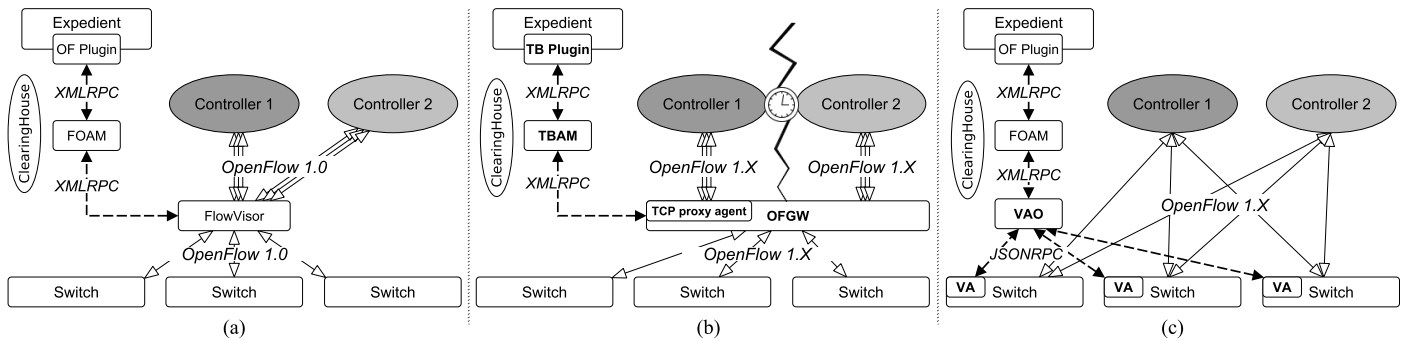 Expedient
OF Plugin
XMLRPC
ClearingHouse
FOAM
XMLRPC
Controller 1
Controller 2
OpenFlow 1.0
FlowVisor
OpenFlow 1.0
Switch
Switch
Switch
(a)
Expedient
TB Plugin
XMLRPC
ClearingHouse
TBAM
XMLRPC
Controller 1
Controller 2
OpenFlow 1.X
OpenFlow 1.X
TCP proxy agent
OFGW
OpenFlow 1.X
Switch
Switch
Switch
(b)
Expedient
OF Plugin
XMLRPC
ClearingHouse
FOAM
XMLRPC
Controller 1
Controller 2
OpenFlow 1.X
VAO
JSONRPC
VA
Switch
VA
Switch
VA
Switch
(c)